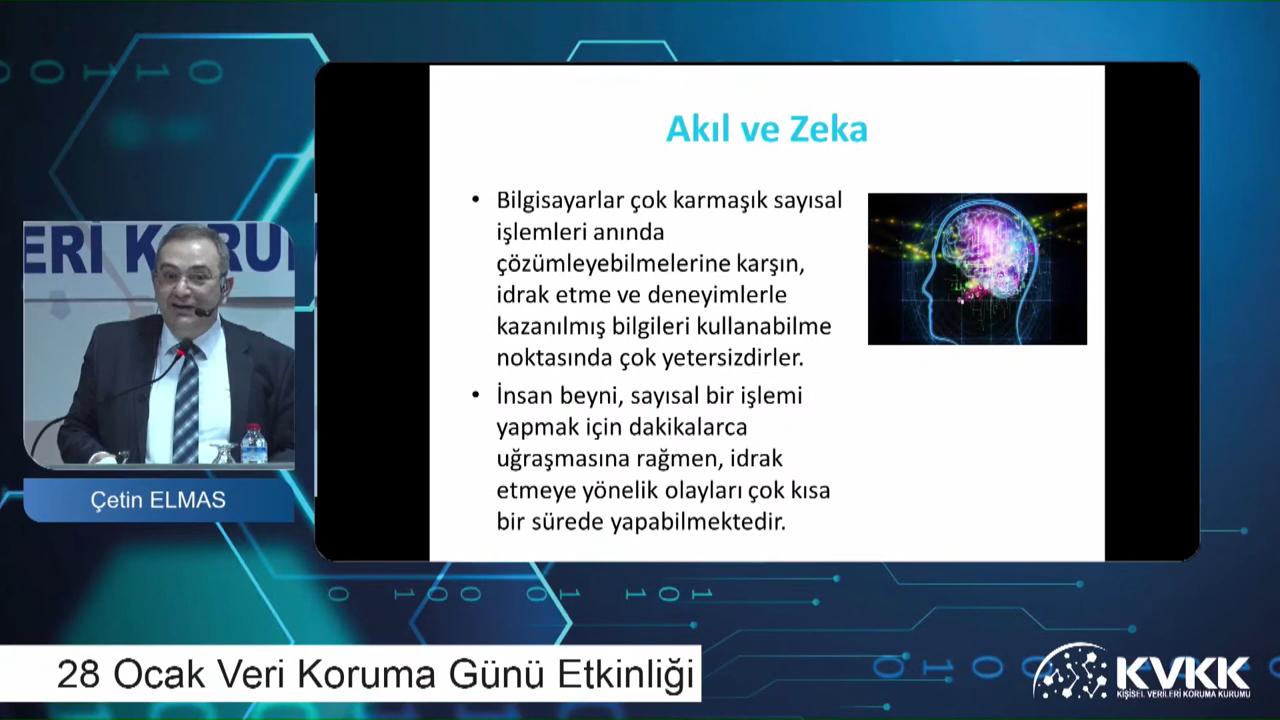 Akıl ve Zeka
• Bilgisayarlar çok karmaşık sayısal
işlemleri anında
çözümleyebilmelerine karşın,
idrak etme ve deneyimlerle
kazanılmış bilgileri kullanabilme
noktasında çok yetersizdirler.
• İnsan beyni, sayısal bir işlemi
yapmak için dakikalarca
uğraşmasına rağmen, idrak
etmeye yönelik olayları çok kısa
bir sürede yapabilmektedir.
ERİ KORU
Çetin ELMAS
28 Ocak Veri Koruma Günü Etkinliği
KVKK
KİŞİSEL VERİLERİ KORUMA KURUMU